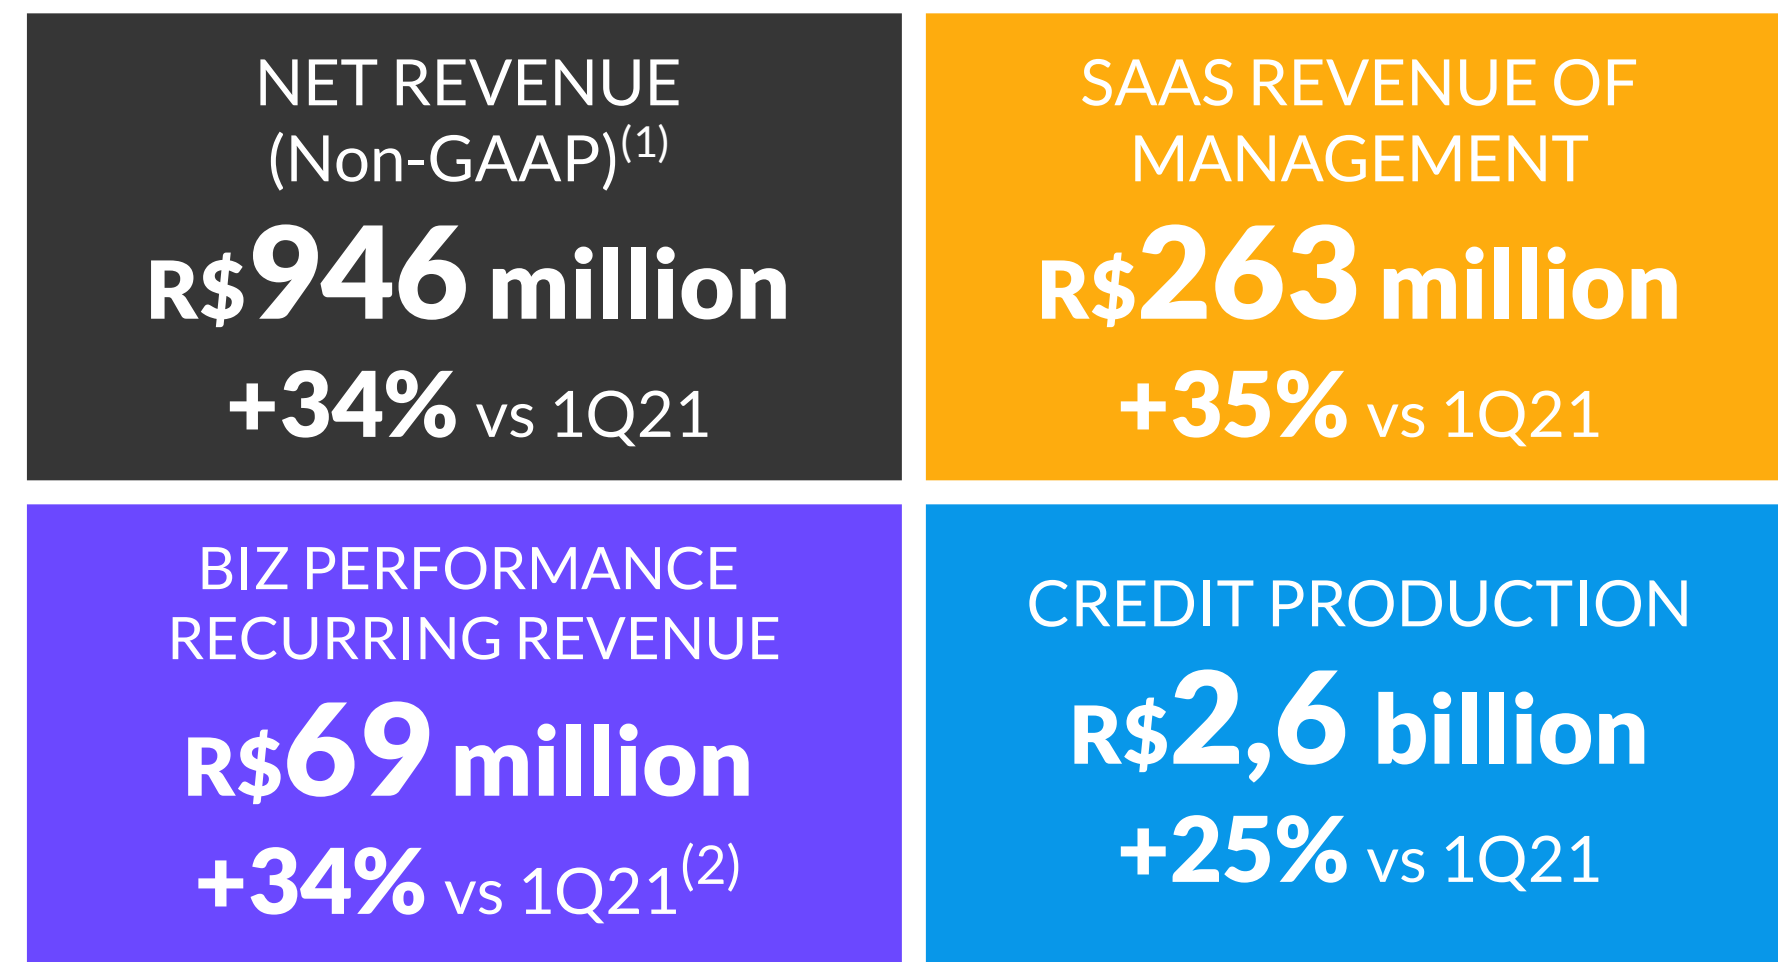 NET REVENUE
(Non-GAAP)(1)
R$946 million
+34% vs 1Q21
SAAS REVENUE OF
MANAGEMENT
R$263 million
+35% vs 1Q21
BIZ PERFORMANCE
RECURRING REVENUE
R$69 million
+34% vs 1Q21(2)
CREDIT PRODUCTION
R$2,6 billion
+25% vs 1Q21